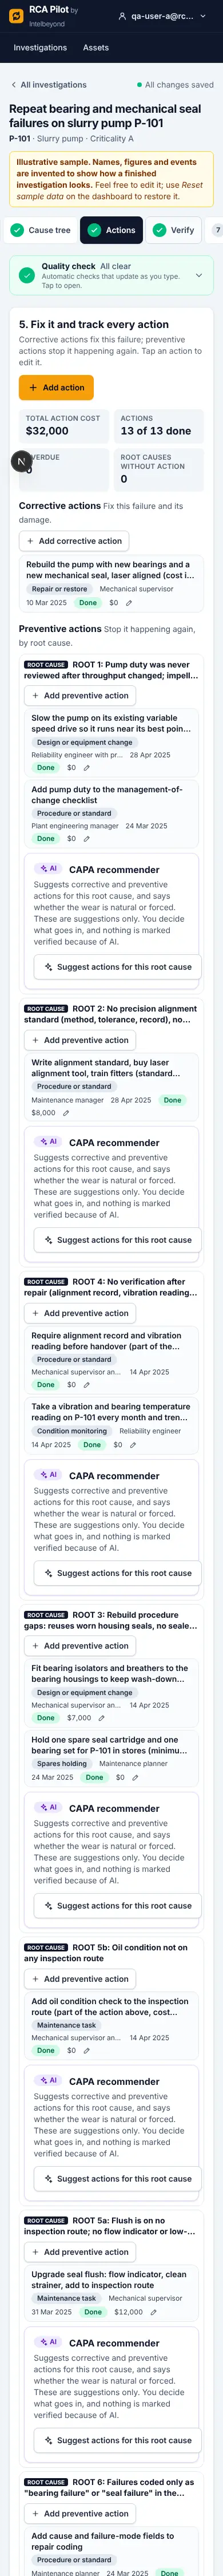 RCA Pilot by
Intelbeyond
qa-user-a@rc...
Investigations Assets
All investigations
All changes saved
Repeat bearing and mechanical seal
failures on slurry pump P-101
P-101 · Slurry pump · Criticality A
Illustrative sample. Names, figures and events
are invented to show how a finished
investigation looks. Feel free to edit it; use Reset
sample data on the dashboard to restore it.
Cause tree
Actions
Verify
7
Quality check All clear
Automatic checks that update as you type.
Tap to open.
5. Fix it and track every action
Corrective actions fix this failure; preventive
actions stop it happening again. Tap an action to
edit it.
Add action
TOTAL ACTION COST
$32,000
ACTIONS
13 of 13 done
N
VERDUE
ROOT CAUSES
WITHOUT ACTION
0
Corrective actions Fix this failure and its
damage.
Add corrective action
Rebuild the pump with new bearings and a
new mechanical seal, laser aligned (cost i...
Repair or restore Mechanical supervisor
10 Mar 2025 Done $0
Preventive actions Stop it happening again,
by root cause.
ROOT CAUSE ROOT 1: Pump duty was never
reviewed after throughput changed; impell...
Add preventive action
Slow the pump on its existing variable
speed drive so it runs near its best poin...
Design or equipment change
Reliability engineer with pr... 28 Apr 2025
Done $0
Add pump duty to the management-of-
change checklist
Procedure or standard
Plant engineering manager 24 Mar 2025
Done $0
AI CAPA recommender
Suggests corrective and preventive
actions for this root cause, and says
whether the wear is natural or forced.
These are suggestions only. You decide
what goes in, and nothing is marked
verified because of AI.
Suggest actions for this root cause
ROOT CAUSE ROOT 2: No precision alignment
standard (method, tolerance, record), no...
Add preventive action
Write alignment standard, buy laser
alignment tool, train fitters (standard...
Procedure or standard
Maintenance manager 28 Apr 2025 Done
$8,000
AI CAPA recommender
Suggests corrective and preventive
actions for this root cause, and says
whether the wear is natural or forced.
These are suggestions only. You decide
what goes in, and nothing is marked
verified because of AI.
Suggest actions for this root cause
ROOT CAUSE ROOT 4: No verification after
repair (alignment record, vibration reading...
Add preventive action
Require alignment record and vibration
reading before handover (part of the...
Procedure or standard
Mechanical supervisor an... 14 Apr 2025
Done $0
Take a vibration and bearing temperature
reading on P-101 every month and tren...
Condition monitoring Reliability engineer
14 Apr 2025 Done $0
AI CAPA recommender
Suggests corrective and preventive
actions for this root cause, and says
whether the wear is natural or forced.
These are suggestions only. You decide
what goes in, and nothing is marked
verified because of AI.
Suggest actions for this root cause
ROOT CAUSE ROOT 3: Rebuild procedure
gaps: reuses worn housing seals, no seale...
Add preventive action
Fit bearing isolators and breathers to the
bearing housings to keep wash-down...
Design or equipment change
Mechanical supervisor an... 14 Apr 2025
Done $7,000
Hold one spare seal cartridge and one
bearing set for P-101 in stores (minimu...
Spares holding Maintenance planner
24 Mar 2025 Done $0
AI CAPA recommender
Suggests corrective and preventive
actions for this root cause, and says
whether the wear is natural or forced.
These are suggestions only. You decide
what goes in, and nothing is marked
verified because of AI.
Suggest actions for this root cause
ROOT CAUSE ROOT 5b: Oil condition not on
any inspection route
Add preventive action
Add oil condition check to the inspection
route (part of the action above, cost...
Maintenance task
Mechanical supervisor an... 14 Apr 2025
Done $0
AI CAPA recommender
Suggests corrective and preventive
actions for this root cause, and says
whether the wear is natural or forced.
These are suggestions only. You decide
what goes in, and nothing is marked
verified because of AI.
Suggest actions for this root cause
ROOT CAUSE ROOT 5a: Flush is on no
inspection route; no flow indicator or low-...
Add preventive action
Upgrade seal flush: flow indicator, clean
strainer, add to inspection route
Maintenance task Mechanical supervisor
31 Mar 2025 Done $12,000
AI CAPA recommender
Suggests corrective and preventive
actions for this root cause, and says
whether the wear is natural or forced.
These are suggestions only. You decide
what goes in, and nothing is marked
verified because of AI.
Suggest actions for this root cause
ROOT CAUSE ROOT 6: Failures coded only as
"bearing failure" or "seal failure" in the...
Add preventive action
Add cause and failure-mode fields to
repair coding
Procedure or standard
Maintenance planner 24 Mar 2025 Done